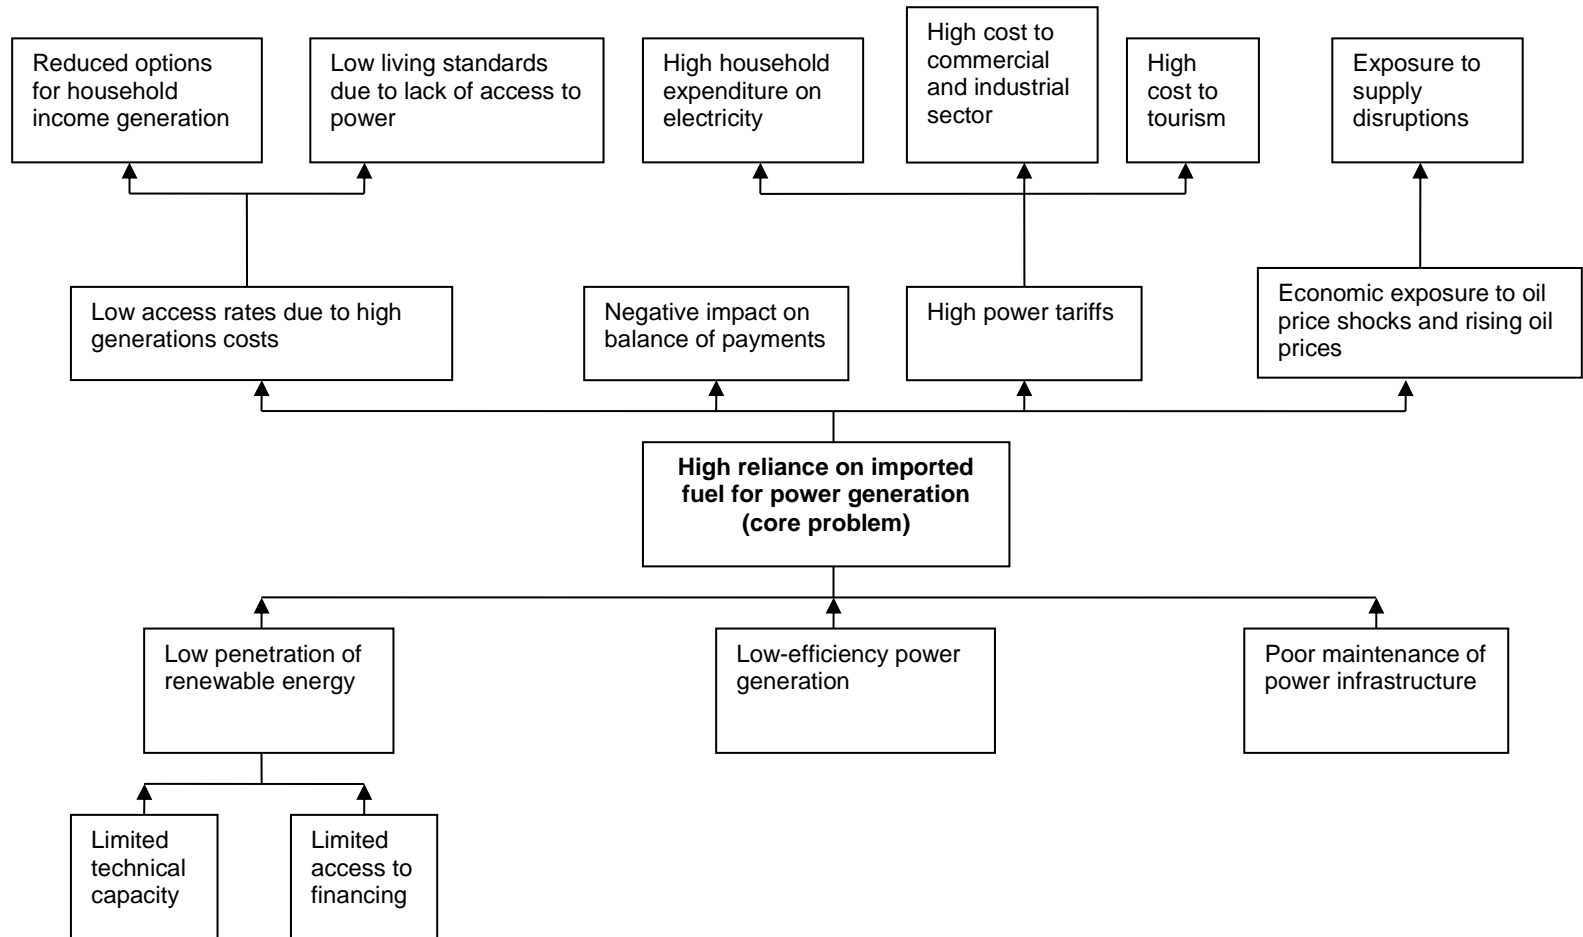 Reduced options
for household
income generation
Low living standards
due to lack of access to
power
High household
expenditure on
electricity
High cost to
commercial
and industrial
sector
High
cost to
tourism
Exposure to
supply
disruptions
Low access rates due to high
generations costs
Negative impact on
balance of payments
High power tariffs
Economic exposure to oil
price shocks and rising oil
prices
High reliance on imported
fuel for power generation
(core problem)
Low penetration of
renewable energy
Low-efficiency power
generation
Poor maintenance of
power infrastructure
Limited
technical
capacity
Limited
access to
financing